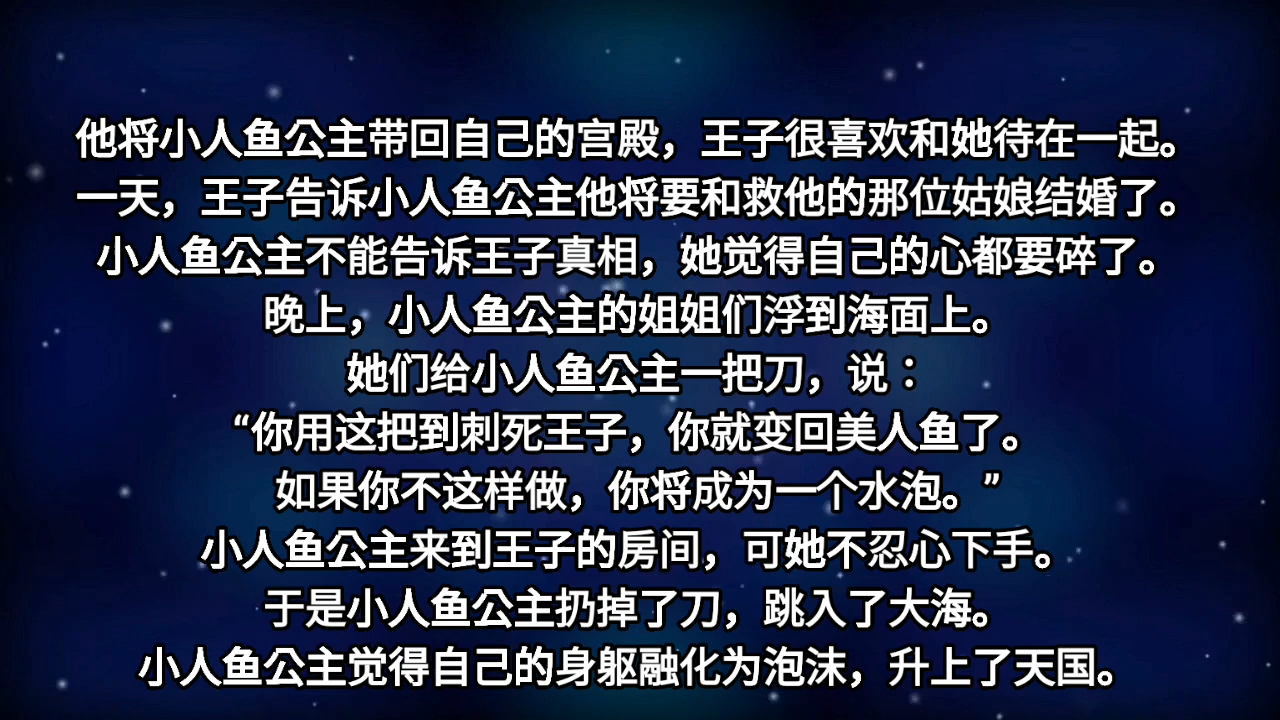 他将小人鱼公主带回自己的宫殿，王子很喜欢和她待在一起。
一天，王子告诉小人鱼公主他将要和救他的那位姑娘结婚了。
小人鱼公主不能告诉王子真相，她觉得自己的心都要碎了。
晚上，小人鱼公主的姐姐们浮到海面上。
她们给小人鱼公主一把刀，说：
“你用这把到刺死王子，你就变回美人鱼了。
如果你不这样做，你将成为一个水泡。”
小人鱼公主来到王子的房间，可她不忍心下手。
于是小人鱼公主扔掉了刀，跳入了大海。
小人鱼公主觉得自己的身躯融化为泡沫，升上了天国。